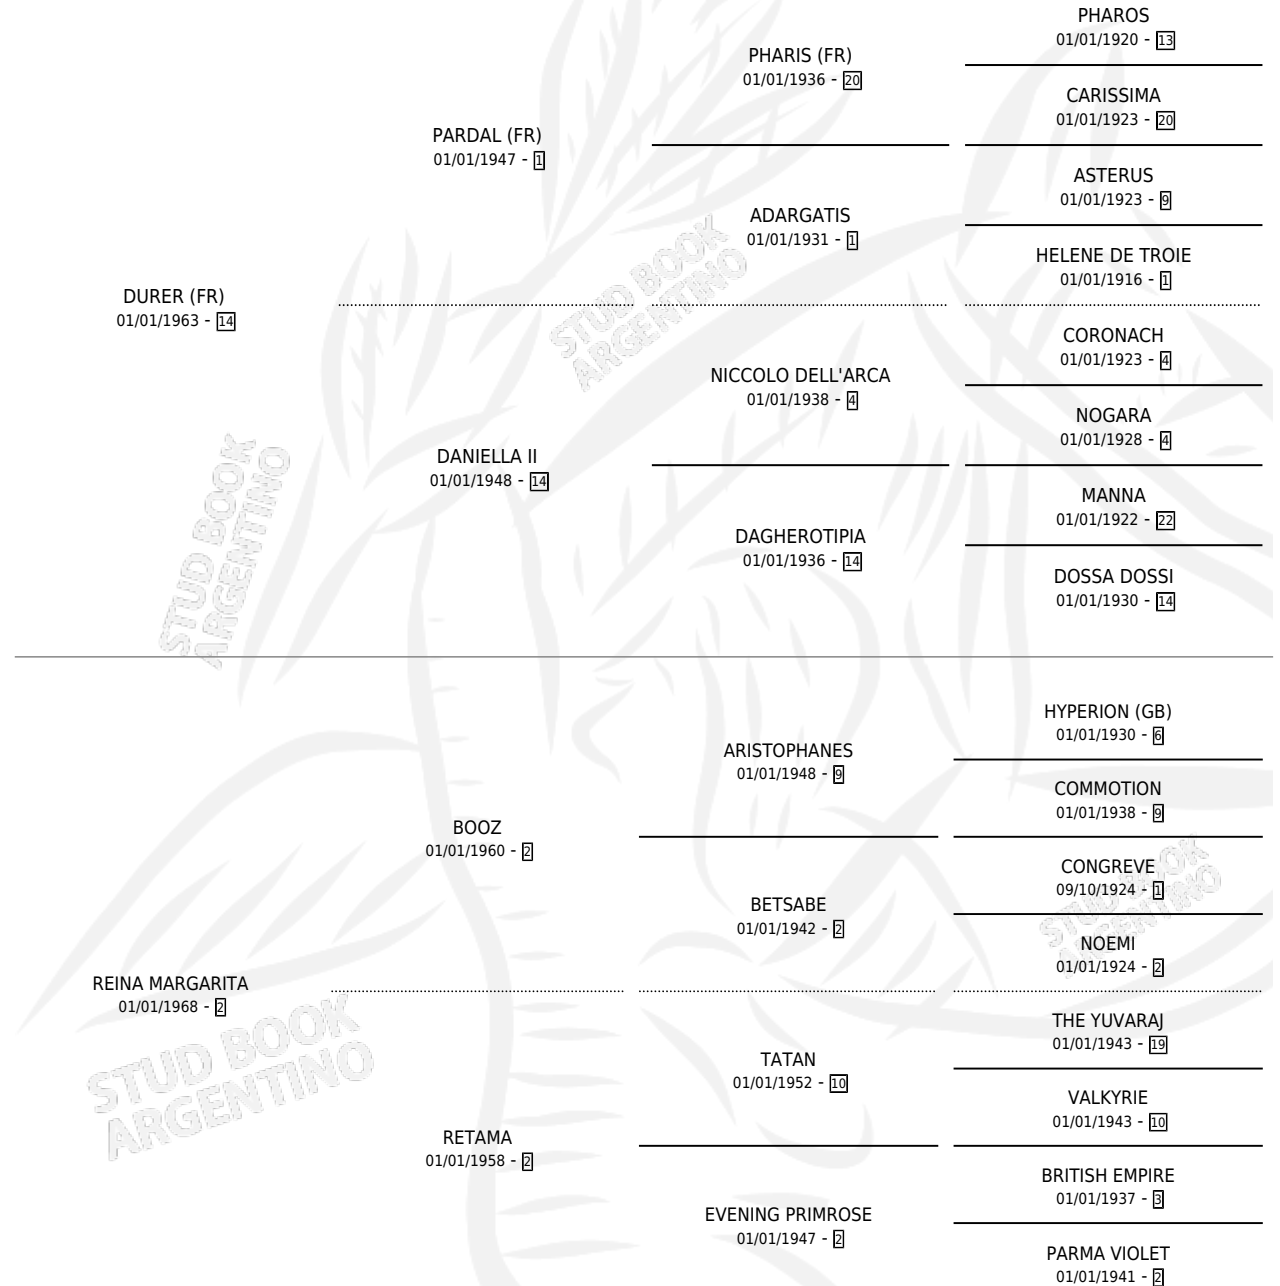 PHAROS
01/01/1920 - 13
PHARIS (FR)
01/01/1936 - 20
CARISSIMA
01/01/1923 - 20
PARDAL (FR)
01/01/1947 - 1
ASTERUS
01/01/1923 - 9
ADARGATIS
01/01/1931 - 1
HELENE DE TROIE
01/01/1916 - 1
DURER (FR)
01/01/1963 - 14
CORONACH
01/01/1923 - 4
NICCOLO DELL'ARCA
01/01/1938 - 4
NOGARA
01/01/1928 - 4
DANIELLA II
01/01/1948 - 14
MANNA
01/01/1922 - 22
DAGHEROTIPIA
01/01/1936 - 14
DOSSA DOSSI
01/01/1930 - 14
STUD BOOK
ARGENTINO
STUD BOOK
ARGENTINO
HYPERION (GB)
01/01/1930 - 6
ARISTOPHANES
01/01/1948 - 9
COMMOTION
01/01/1938 - 9
BOOZ
01/01/1960 - 2
CONGREVE
09/10/1924 - 1
BETSABE
01/01/1942 - 2
NOEMI
01/01/1924 - 2
REINA MARGARITA
01/01/1968 - 2
THE YUVARAJ
01/01/1943 - 19
TATAN
01/01/1952 - 10
VALKYRIE
01/01/1943 - 10
RETAMA
01/01/1958 - 2
BRITISH EMPIRE
01/01/1937 - 3
EVENING PRIMROSE
01/01/1947 - 2
PARMA VIOLET
01/01/1941 - 2
STUD BOOK
ARGENTINO
STUD BOOK
ARGENTINO